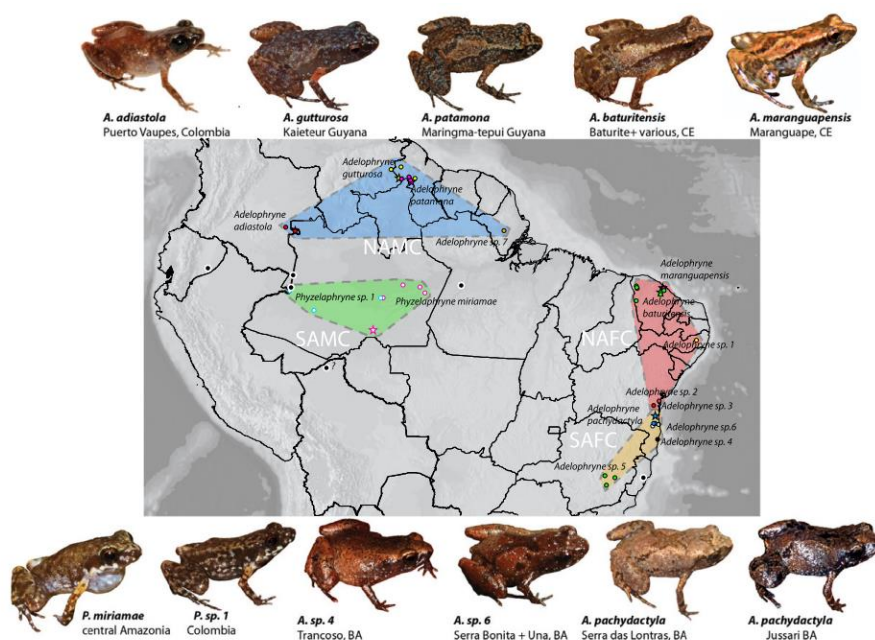 A. adiastola
Puerto Vaupes, Colombia
A. gutturosa
Kaieteur Guyana
A. patamona
Maringma-tepui Guyana
A. baturitensis
Baturite+ various, CE
A. maranguapensis
Maranguape, CE
Adelophryne
gutturosa
Adelophryne
patamona
Adelophryne
adiastola
NAMC
Adelophryne sp. 7
Phyzelaphryne sp. 1
Phyzelaphryne miriamae
SAMC
Adelophryne
maranguapensis
Adelophryne
baturitensis
NAFC
Adelophryne sp. 1
Adelophryne sp. 2
Adelophryne sp. 3
Adelophryne
pachydactyla
Adelophryne sp.6
SAFC
Adelophryne sp. 4
Adelophryne sp. 5
?
P. miriamae
central Amazonia
P. sp. 1
Colombia
A. sp. 4
Trancoso, BA
A. sp. 6
Serra Bonita + Una, BA
A. pachydactyla
Serra das Lontras, BA
A. pachydactyla
Jussari, BA